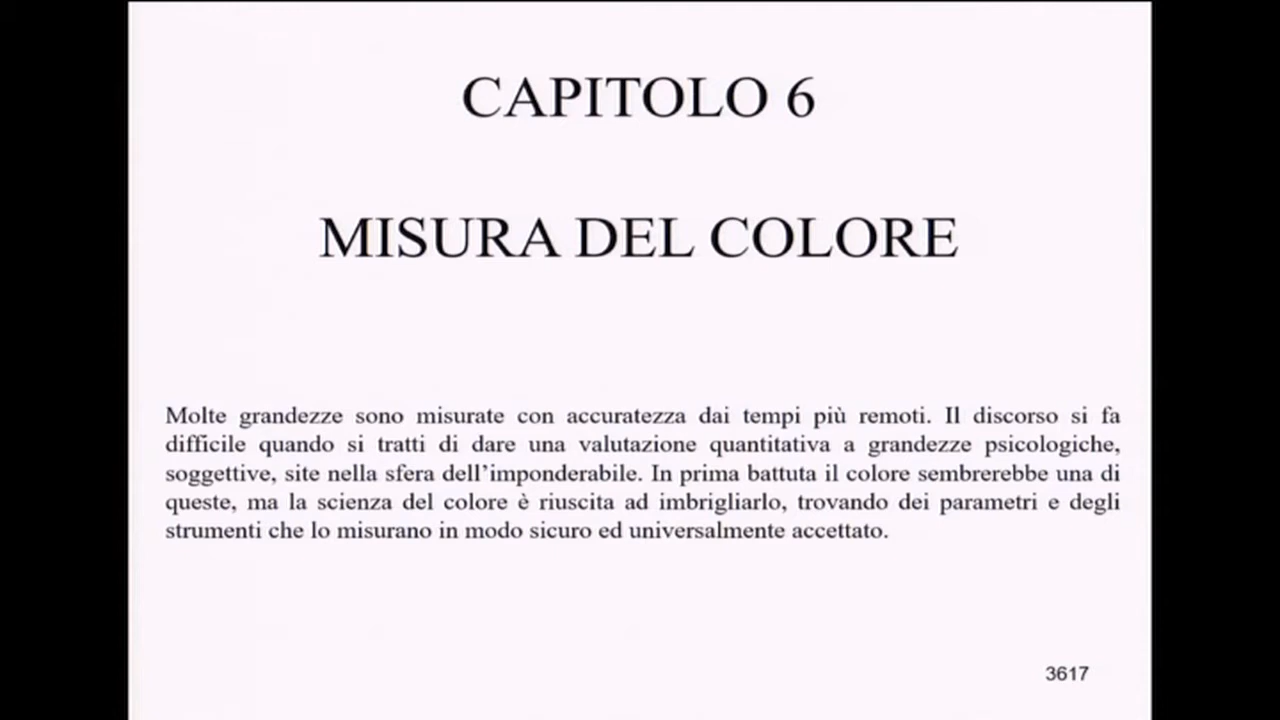 CAPITOLO 6
MISURA DEL COLORE
Molte grandezze sono misurate con accuratezza dai tempi più remoti. Il discorso si fa
difficile quando si tratti di dare una valutazione quantitativa a grandezze psicologiche,
soggettive, site nella sfera dell'imponderabile. In prima battuta il colore sembrerebbe una di
queste, ma la scienza del colore è riuscita ad imbrigliarlo, trovando dei parametri e degli
strumenti che lo misurano in modo sicuro ed universalmente accettato.
3617